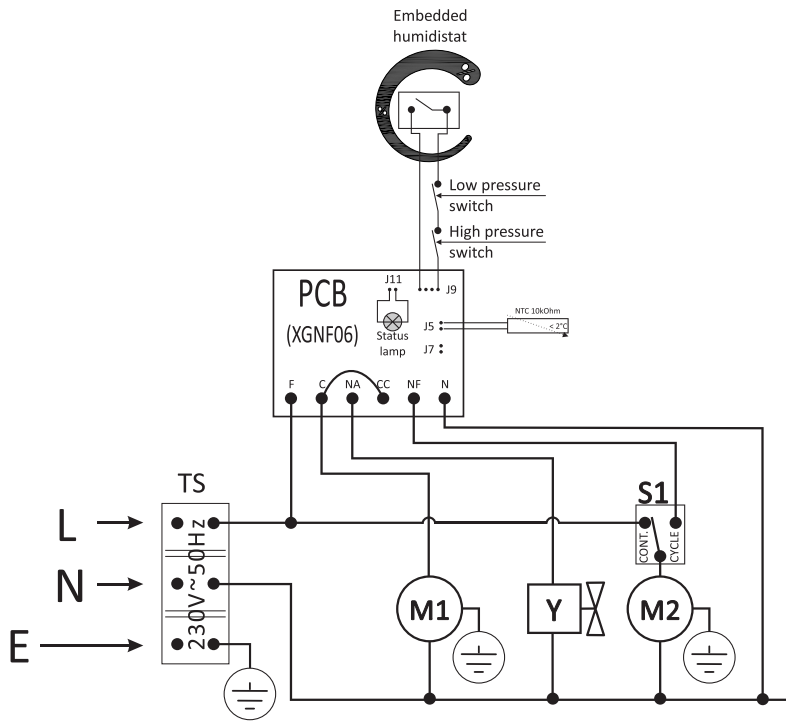 Embedded
humidistat
Low pressure
switch
High pressure
switch
J11
J9
PCB
(XGNF06)
Status
lamp
J5
J7
NTC 10kOhm
< 2°C
F C NA CC NF N
TS
S1
L
N
E
230V~50Hz
CONT.
CYCLE
M1
Y
M2